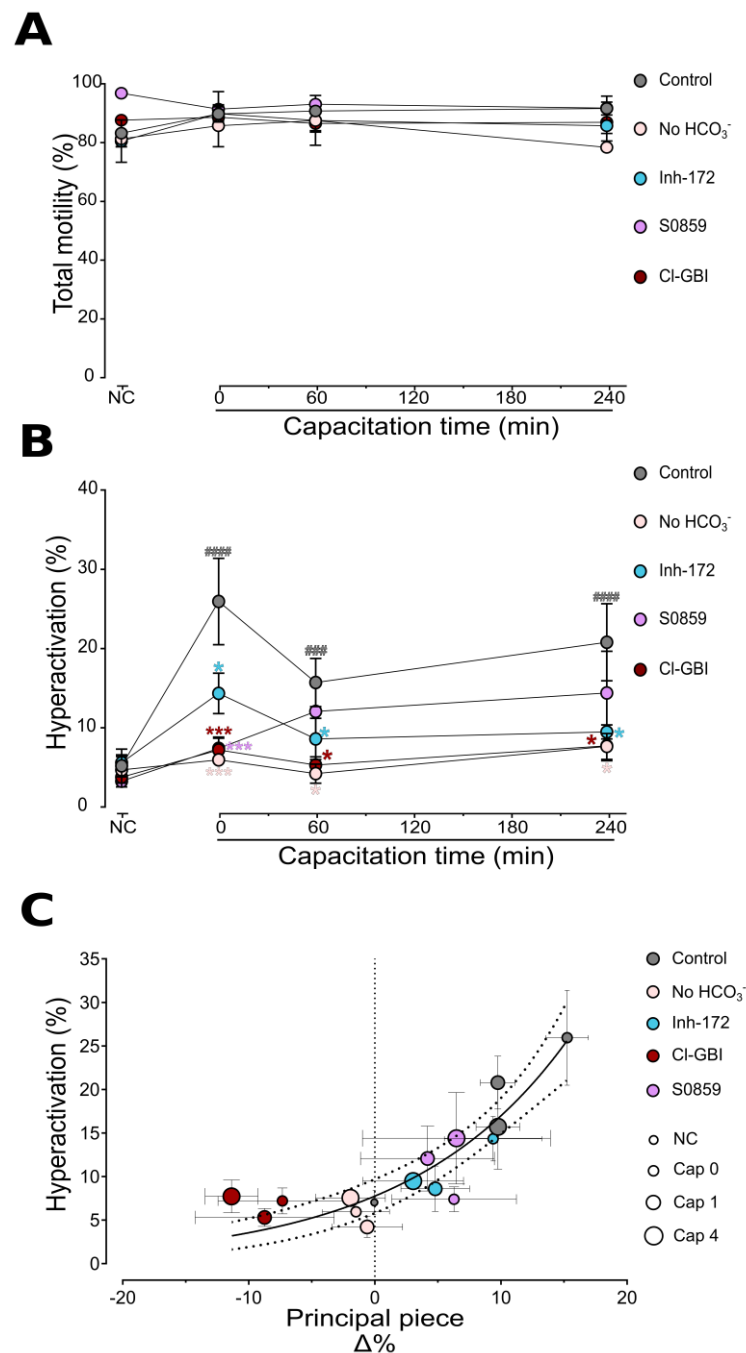 A
Total motility (%)
100
80
60
40
20
0
NC
0
60
120
180
240
Capacitation time (min)
Control
No HCO₃⁻
Inh-172
S0859
Cl-GBI
B
Hyperactivation (%)
40
30
20
10
0
####
###
####
*
***
***
***
*
*
*
*
*
*
NC
0
60
120
180
240
Capacitation time (min)
Control
No HCO₃⁻
Inh-172
S0859
Cl-GBI
C
Hyperactivation (%)
35
30
25
20
15
10
5
0
-20
-10
0
10
20
Principal piece
Δ%
Control
No HCO₃⁻
Inh-172
Cl-GBI
S0859
NC
Cap 0
Cap 1
Cap 4